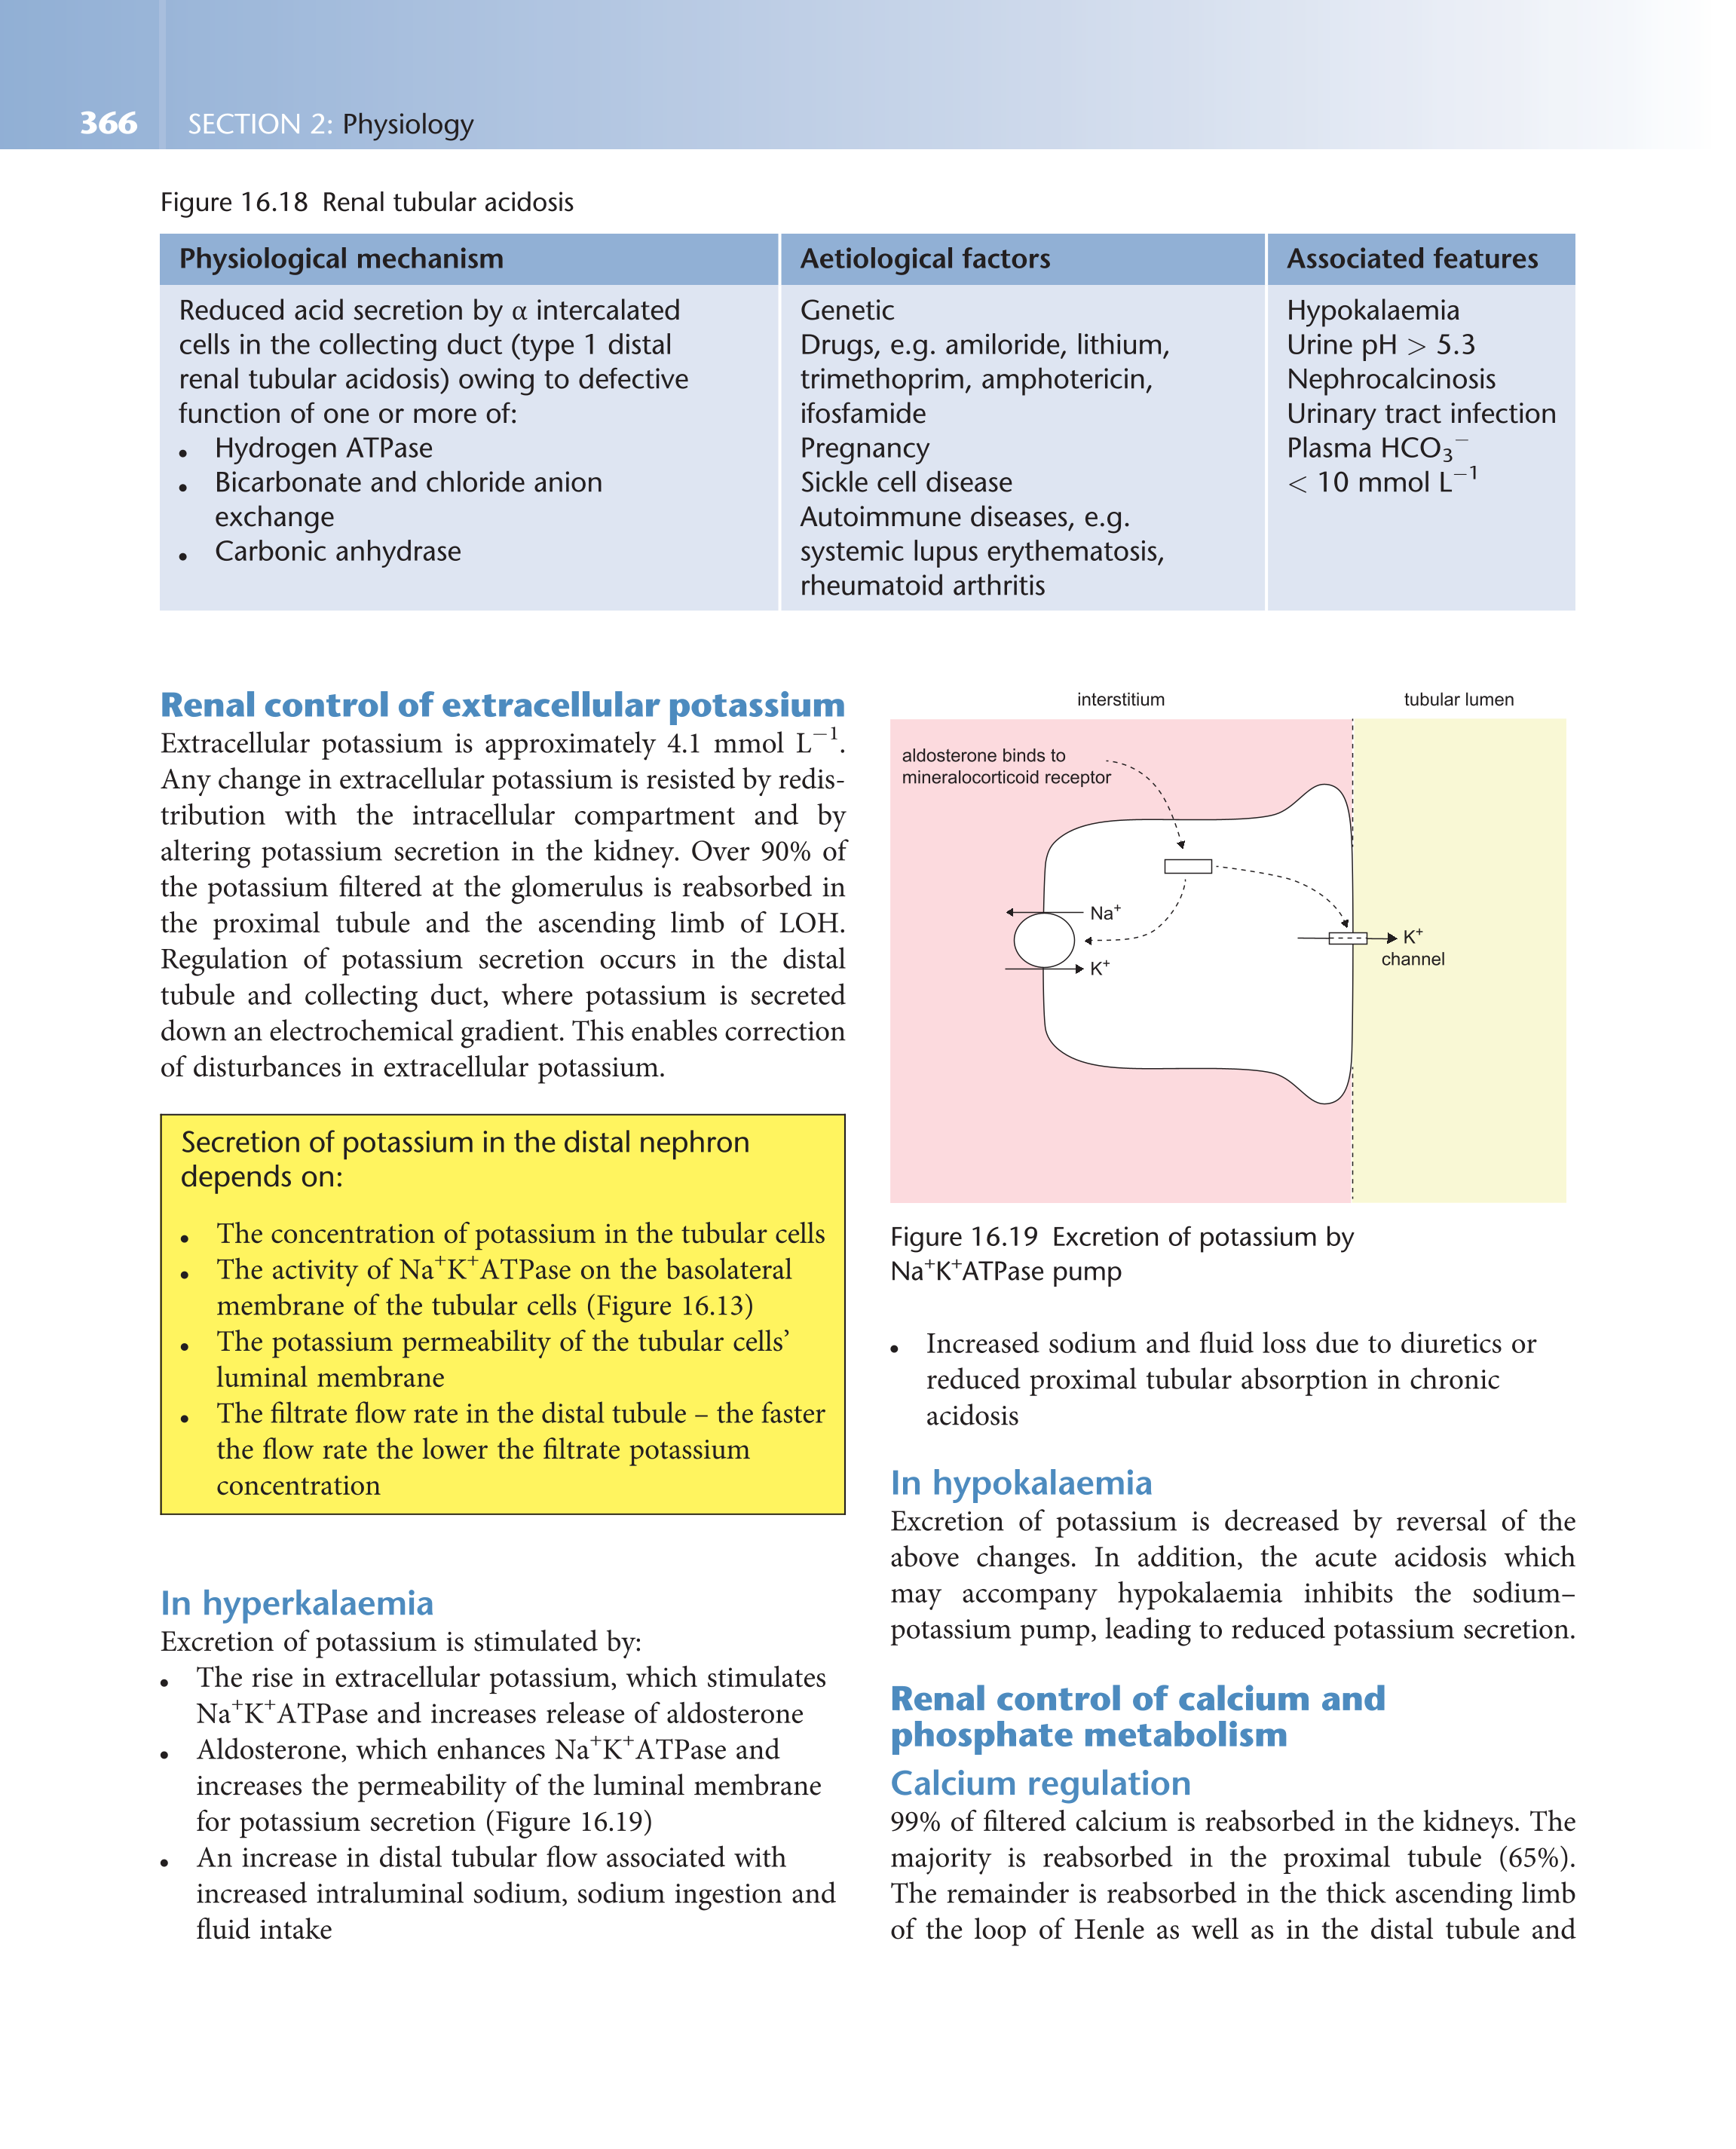 366 SECTION 2: Physiology
Figure 16.18 Renal tubular acidosis
Physiological mechanism
Reduced acid secretion by α intercalated
cells in the collecting duct (type 1 distal
renal tubular acidosis) owing to defective
function of one or more of:
• Hydrogen ATPase
• Bicarbonate and chloride anion
exchange
• Carbonic anhydrase
Aetiological factors
Genetic
Drugs, e.g. amiloride, lithium,
trimethoprim, amphotericin,
ifosfamide
Pregnancy
Sickle cell disease
Autoimmune diseases, e.g.
systemic lupus erythematosis,
rheumatoid arthritis
Associated features
Hypokalaemia
Urine pH > 5.3
Nephrocalcinosis
Urinary tract infection
Plasma HCO₃⁻
< 10 mmol L⁻¹
Renal control of extracellular potassium
Extracellular potassium is approximately 4.1 mmol L⁻¹.
Any change in extracellular potassium is resisted by redis-
tribution with the intracellular compartment and by
altering potassium secretion in the kidney. Over 90% of
the potassium filtered at the glomerulus is reabsorbed in
the proximal tubule and the ascending limb of LOH.
Regulation of potassium secretion occurs in the distal
tubule and collecting duct, where potassium is secreted
down an electrochemical gradient. This enables correction
of disturbances in extracellular potassium.
Secretion of potassium in the distal nephron
depends on:
• The concentration of potassium in the tubular cells
• The activity of Na⁺K⁺ATPase on the basolateral
membrane of the tubular cells (Figure 16.13)
• The potassium permeability of the tubular cells’
luminal membrane
• The filtrate flow rate in the distal tubule – the faster
the flow rate the lower the filtrate potassium
concentration
In hyperkalaemia
Excretion of potassium is stimulated by:
• The rise in extracellular potassium, which stimulates
Na⁺K⁺ATPase and increases release of aldosterone
• Aldosterone, which enhances Na⁺K⁺ATPase and
increases the permeability of the luminal membrane
for potassium secretion (Figure 16.19)
• An increase in distal tubular flow associated with
increased intraluminal sodium, sodium ingestion and
fluid intake
interstitium
tubular lumen
aldosterone binds to
mineralocorticoid receptor
Na⁺
K⁺
K⁺
channel
Figure 16.19 Excretion of potassium by
Na⁺K⁺ATPase pump
• Increased sodium and fluid loss due to diuretics or
reduced proximal tubular absorption in chronic
acidosis
In hypokalaemia
Excretion of potassium is decreased by reversal of the
above changes. In addition, the acute acidosis which
may accompany hypokalaemia inhibits the sodium–
potassium pump, leading to reduced potassium secretion.
Renal control of calcium and
phosphate metabolism
Calcium regulation
99% of filtered calcium is reabsorbed in the kidneys. The
majority is reabsorbed in the proximal tubule (65%).
The remainder is reabsorbed in the thick ascending limb
of the loop of Henle as well as in the distal tubule and